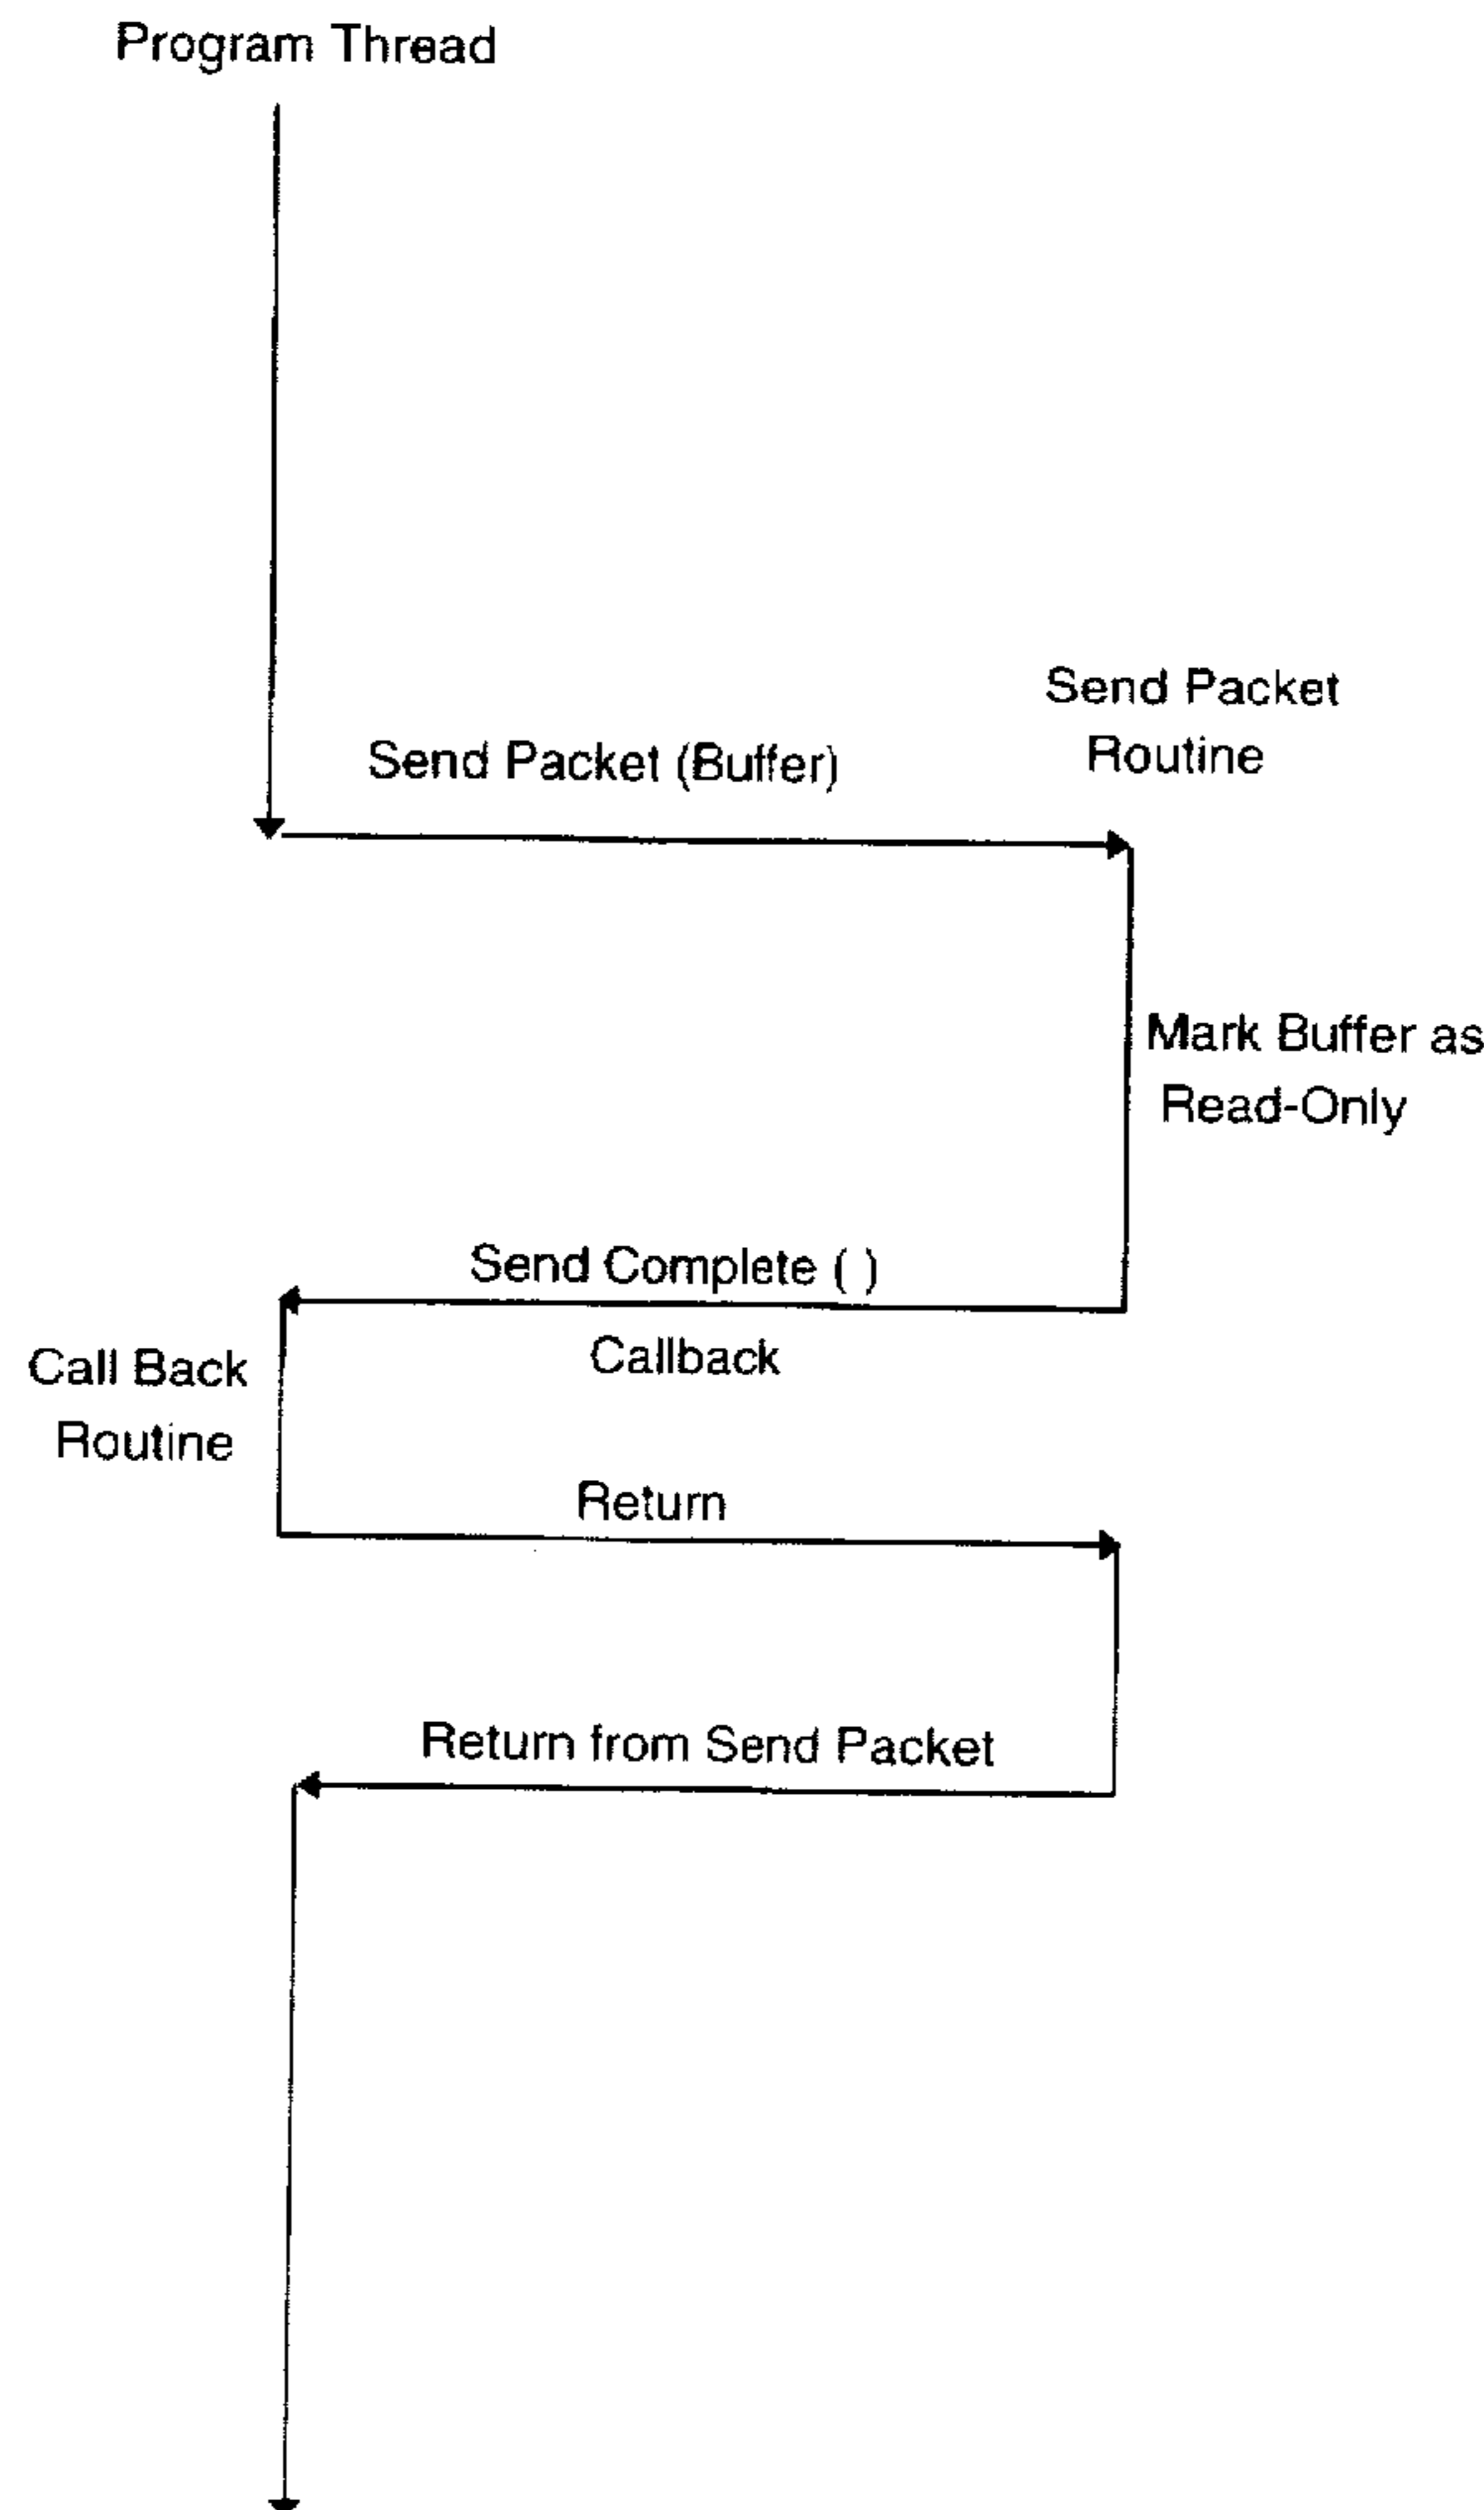 Program Thread
Send Packet
Routine
Send Packet (Buffer)
Mark Buffer as
Read-Only
Send Complete ( )
Callback
Call Back
Routine
Return
Return from Send Packet